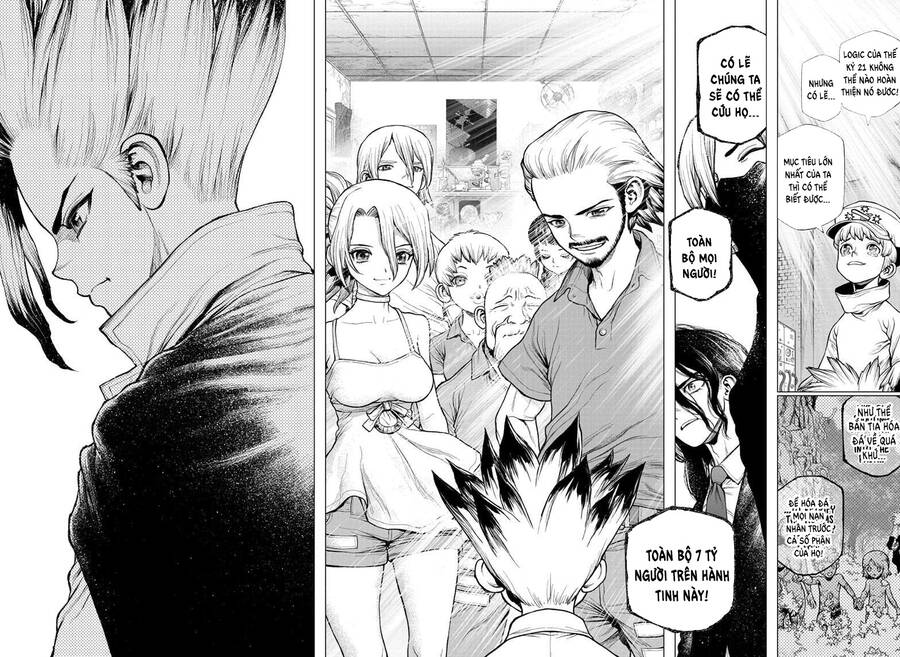 LOGIC CỦA THẾ
KỶ 21 KHÔNG
THỂ NÀO HOÀN
THIỆN NÓ ĐƯỢC!
NHƯNG
CÓ LẼ...
MỤC TIÊU LỚN
NHẤT CỦA TA
THÌ CÓ THỂ
BIẾT ĐƯỢC...
NHƯ THỂ
BẮN TIA HÓA
ĐÁ VỀ QUÁ
KHỨ...
ĐỂ HÓA ĐÁ
MỌI NẠN
NHÂN TRƯỚC
CẢ SỐ PHẬN
CỦA HỌ!
CÓ LẼ
CHÚNG TA
SẼ CÓ THỂ
CỨU HỌ...
TOÀN
BỘ MỌI
NGƯỜI!
TOÀN BỘ 7 TỶ
NGƯỜI TRÊN HÀNH
TINH NÀY!